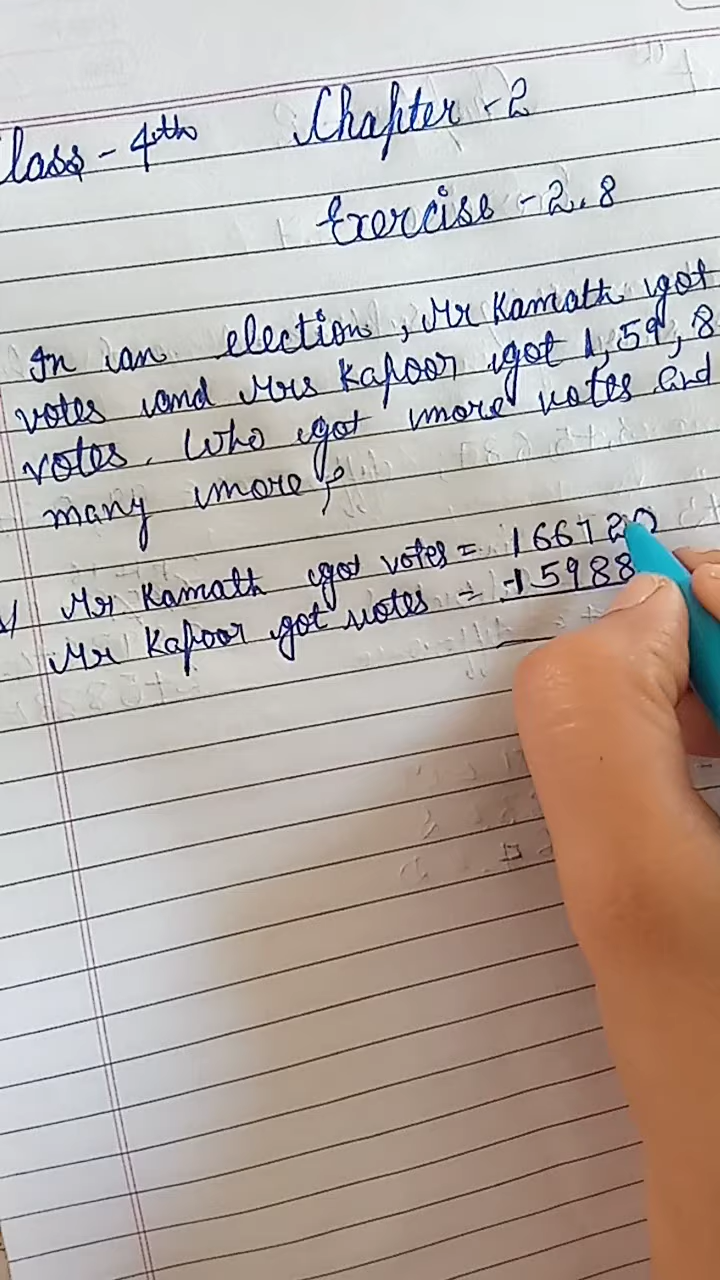 Class - 4th Chapter - 2
Exercise - 2.8
In an election, Mr Kamath got
votes and Mrs Kapoor got 1,59,8
votes. Who got more votes and
many more?
Mr Kamath got votes = 166720
Mr Kapoor got votes = -15988